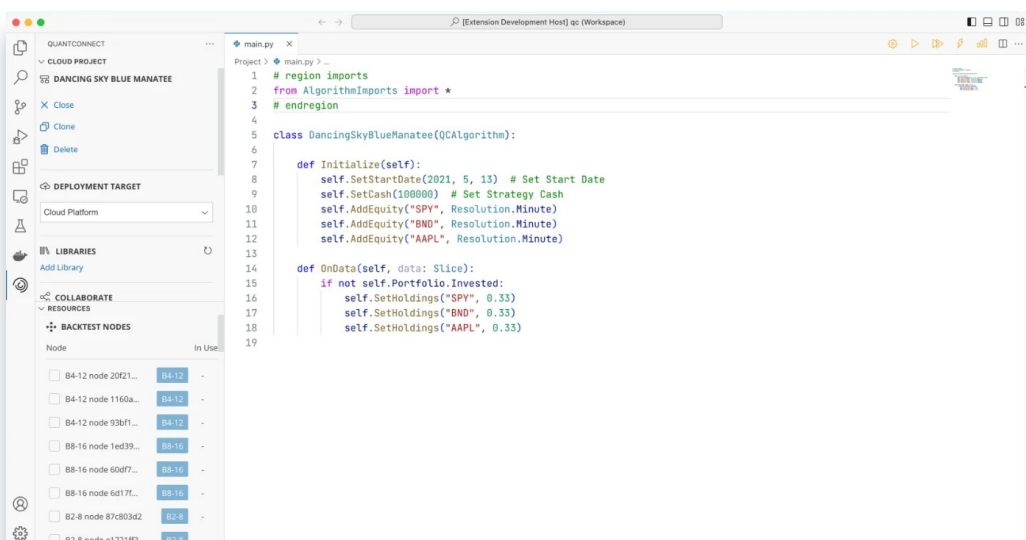 [Extension Development Host] qc (Workspace)
QUANTCONNECT
CLOUD PROJECT
DANCING SKY BLUE MANATEE
Close
Clone
Delete
DEPLOYMENT TARGET
Cloud Platform
LIBRARIES
Add Library
COLLABORATE
RESOURCES
BACKTEST NODES
Node In Use
B4-12 node 20f21... B4-12 -
B4-12 node 1160a... B4-12 -
B4-12 node 93bf1... B4-12 -
B8-16 node 1ed39... B8-16 -
B8-16 node 60df7... B8-16 -
B8-16 node 6d17f... B8-16 -
B2-8 node 87c803d2 B2-8 -
B2-8 node B2-8
main.py
Project > main.py > ...
1 # region imports
2 from AlgorithmImports import *
3 # endregion
4
5 class DancingSkyBlueManatee(QCAlgorithm):
6
7 def Initialize(self):
8 self.SetStartDate(2021, 5, 13) # Set Start Date
9 self.SetCash(100000) # Set Strategy Cash
10 self.AddEquity("SPY", Resolution.Minute)
11 self.AddEquity("BND", Resolution.Minute)
12 self.AddEquity("AAPL", Resolution.Minute)
13
14 def OnData(self, data: Slice):
15 if not self.Portfolio.Invested:
16 self.SetHoldings("SPY", 0.33)
17 self.SetHoldings("BND", 0.33)
18 self.SetHoldings("AAPL", 0.33)
19